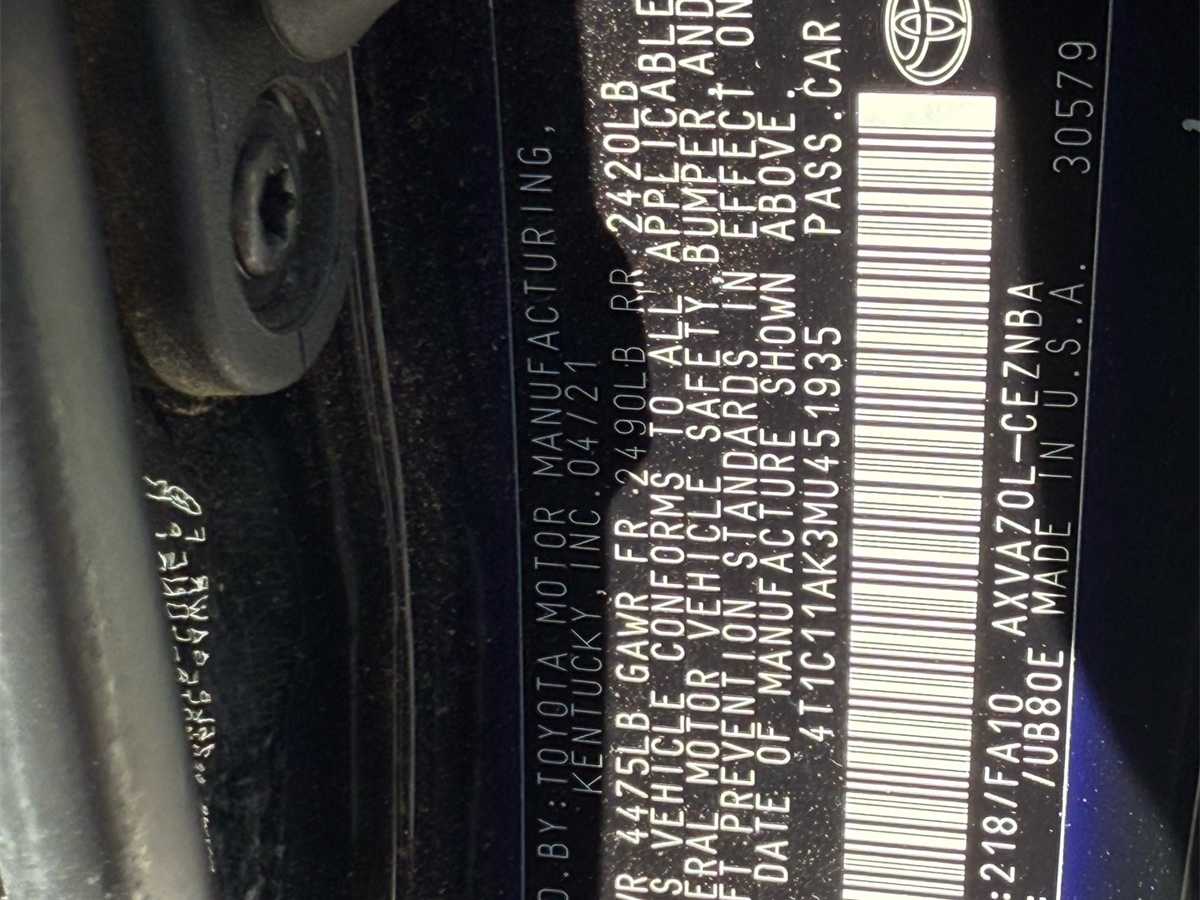 D.BY:TOYOTA MOTOR MANUFACTURING,
KENTUCKY,INC.04/21
VR 4475LB GAWR FR 2490LB RR 2420LB
S VEHICLE CONFORMS TO ALL APPLICABLE
ERAL MOTOR VEHICLE SAFETY,BUMPER AND
FT PREVENTION STANDARDS IN EFFECT ON
DATE OF MANUFACTURE SHOWN ABOVE.
4T1C11AK3MU451935 PASS.CAR
:218/FA10 AXVA70L-CEZNBA
/UB80E MADE IN U.S.A. 30579